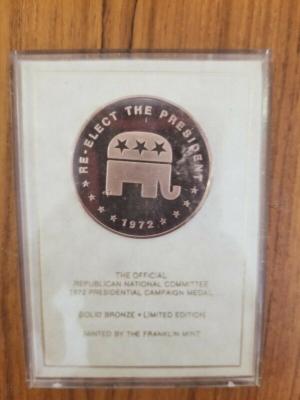 RE-ELECT THE PRESIDENT
1972
THE OFFICIAL
REPUBLICAN NATIONAL COMMITTEE
1972 PRESIDENTIAL CAMPAIGN MEDAL
SOLID BRONZE • LIMITED EDITION
MINTED BY THE FRANKLIN MINT